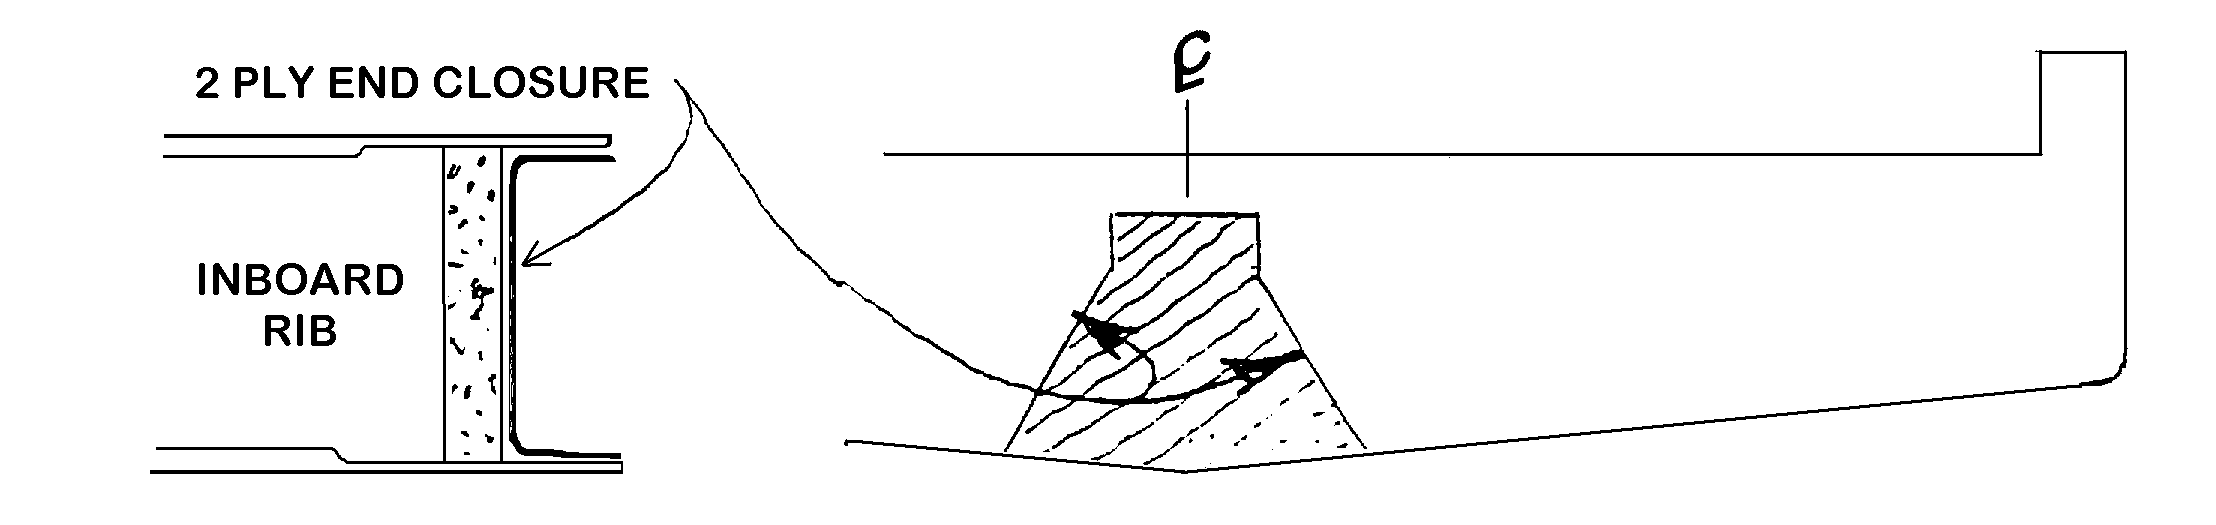 2 PLY END CLOSURE
INBOARD
RIB
℄